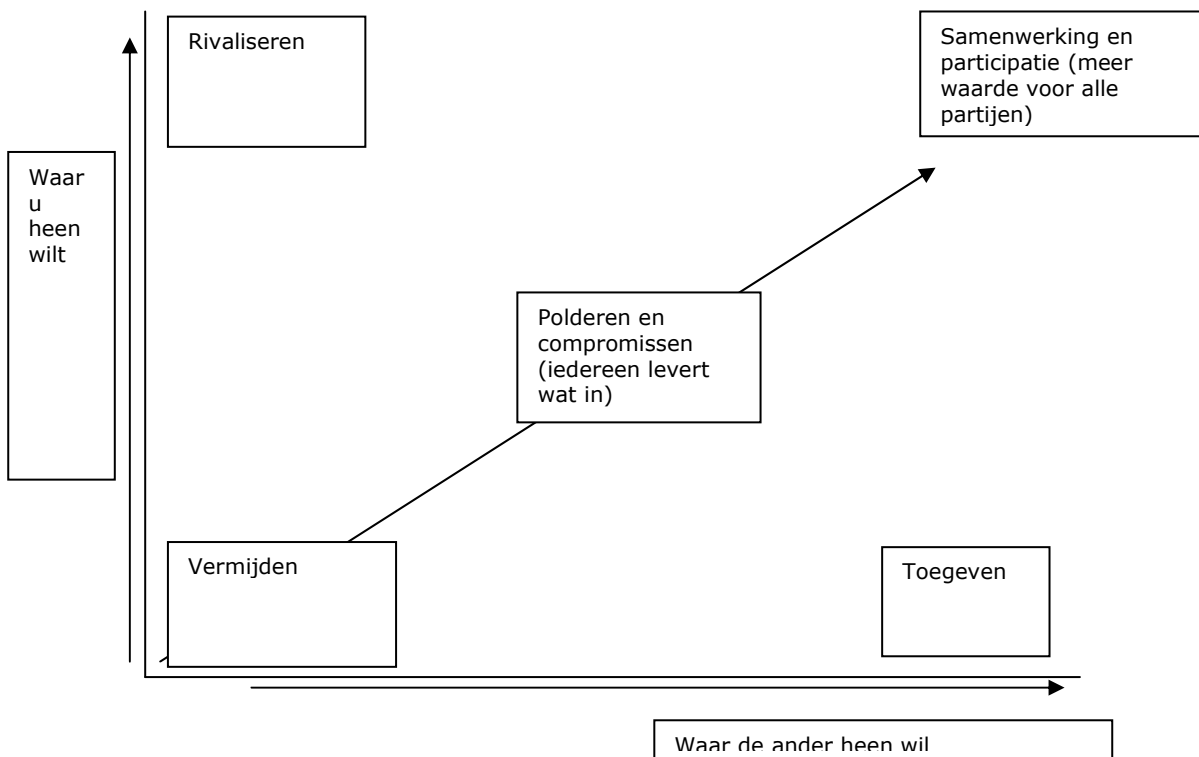 Rivaliseren
Samenwerking en
participatie (meer
waarde voor alle
partijen)
Waar
u
heen
wilt
Polderen en
compromissen
(iedereen levert
wat in)
Vermijden
Toegeven
Waar de ander heen wil